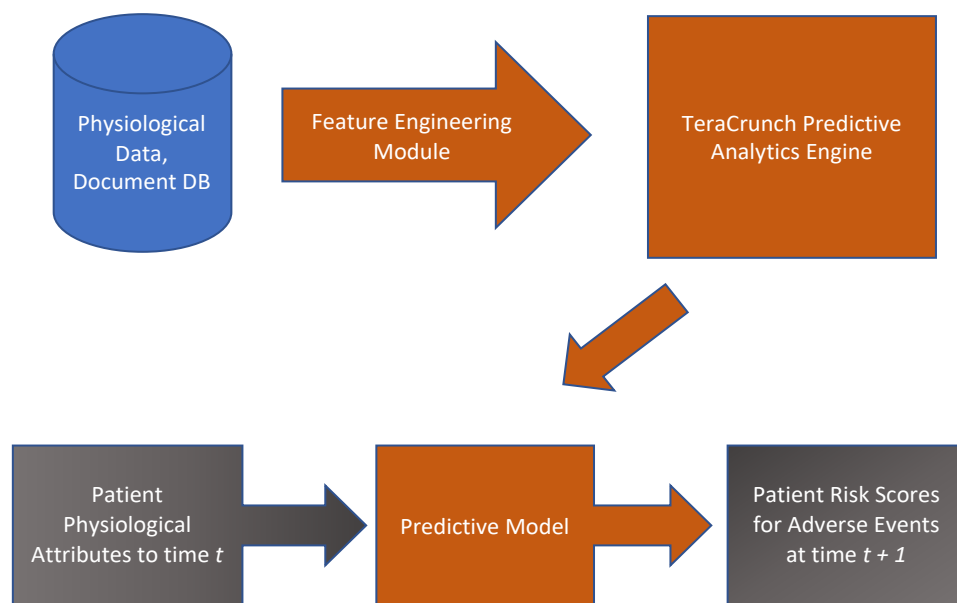 Physiological
Data,
Document DB
Feature Engineering
Module
TeraCrunch Predictive
Analytics Engine
Patient
Physiological
Attributes to time t
Predictive Model
Patient Risk Scores
for Adverse Events
at time t + 1